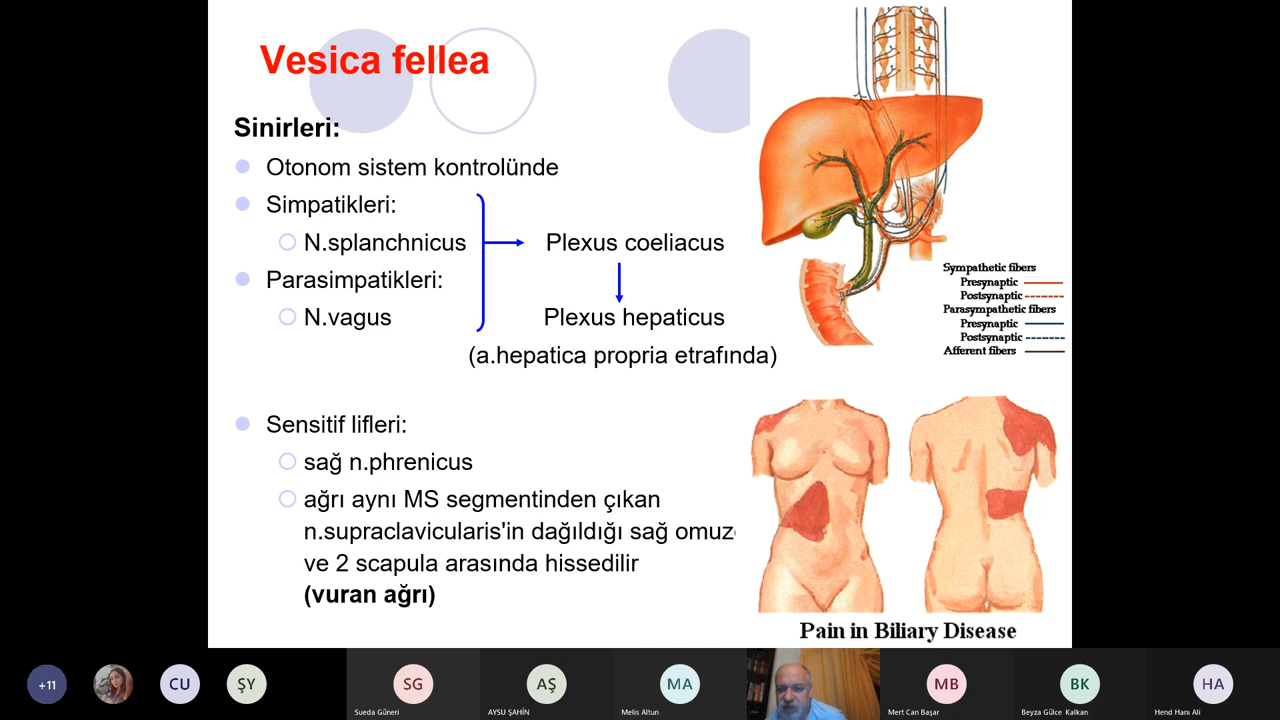 Vesica fellea
Sinirleri:
Otonom sistem kontrolünde
Simpatikleri:
N.splanchnicus
Plexus coeliacus
Parasimpatikleri:
N.vagus
Plexus hepaticus
(a.hepatica propria etrafında)
Sensitif lifleri:
sağ n.phrenicus
ağrı aynı MS segmentinden çıkan
n.supraclavicularis'in dağıldığı sağ omuz
ve 2 scapula arasında hissedilir
(vuran ağrı)
Sympathetic fibers
Presynaptic
Postsynaptic
Parasympathetic fibers
Presynaptic
Postsynaptic
Afferent fibers
Pain in Biliary Disease
+11
CU
ŞY
SG
Sueda Güneri
AŞ
AYSU ŞAHİN
MA
Melis Altun
MB
Mert Can Başar
BK
Beyza Gülce Kalkan
HA
Hend Hanı Ali